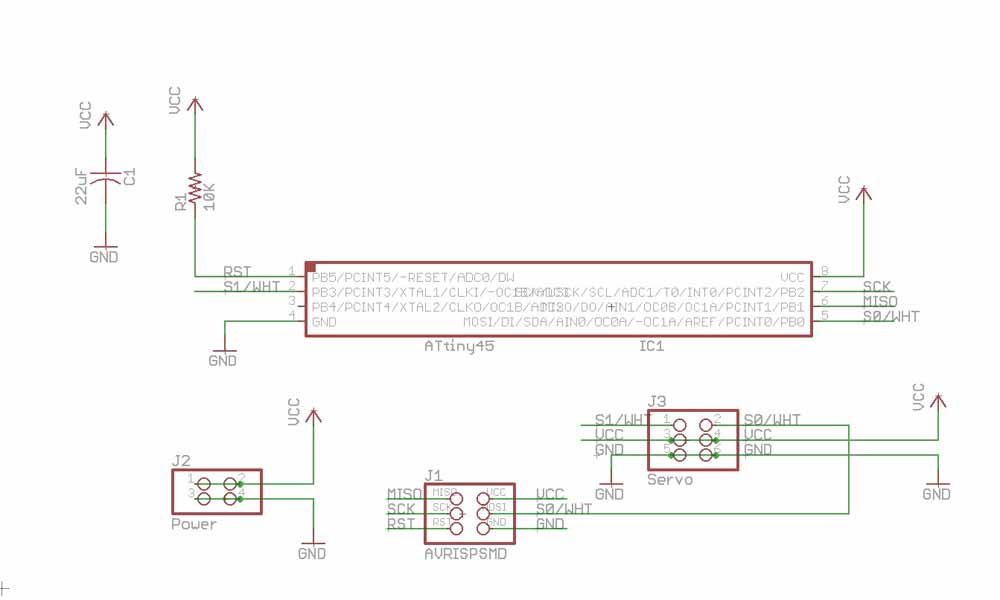 VCC
VCC
22uF
C1
R1
10K
GND
VCC
RST
1
PB5/PCINT5/-RESET/ADC0/DW
VCC
8
S1/WHT
2
PB3/PCINT3/XTAL1/CLKI/-OC1B/ADC3
SCK/SCL/ADC1/T0/INT0/PCINT2/PB2
7
SCK
3
PB4/PCINT4/XTAL2/CLKO/OC1B/ADC2
MISO/DO/AIN1/OC0B/OC1A/PCINT1/PB1
6
MISO
4
GND
MOSI/DI/SDA/AIN0/OC0A/-OC1A/AREF/PCINT0/PB0
5
S0/WHT
ATtiny45
IC1
GND
VCC
VCC
J3
S1/WHT
1
2
S0/WHT
VCC
3
4
VCC
GND
5
6
GND
Servo
GND
GND
J2
1
2
3
4
Power
GND
J1
MISO
MISO
VCC
VCC
SCK
SCK
MOSI
S0/WHT
RST
RST
GND
GND
AVRISPSMD